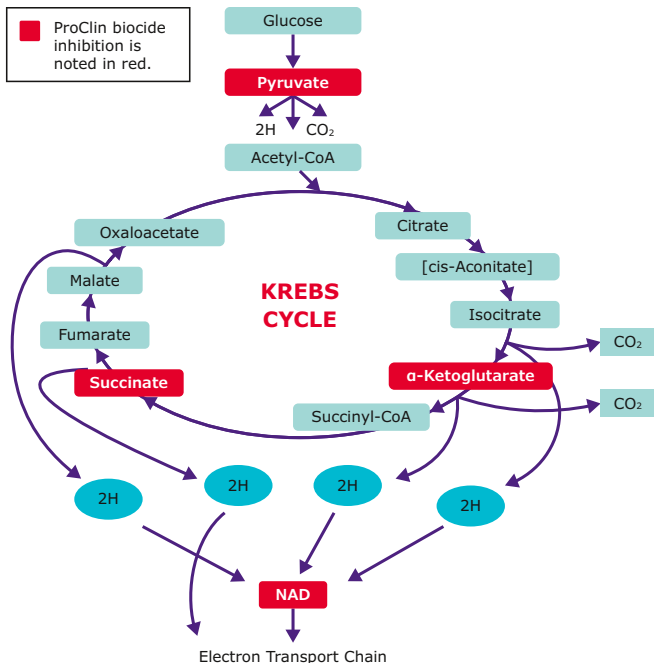 ProClin biocide
inhibition is
noted in red.
Glucose
Pyruvate
2H
CO₂
Acetyl-CoA
Oxaloacetate
Citrate
[cis-Aconitate]
Malate
Isocitrate
KREBS
CYCLE
Fumarate
CO₂
Succinate
α-Ketoglutarate
CO₂
Succinyl-CoA
2H
2H
2H
2H
NAD
Electron Transport Chain